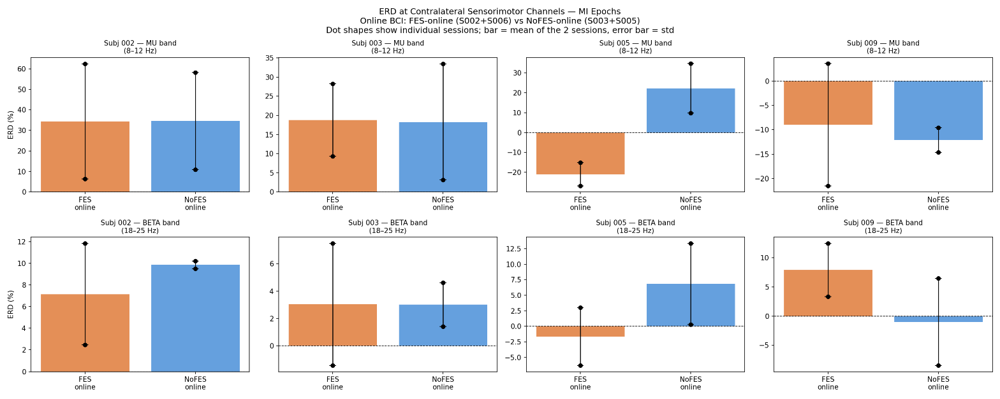 ERD at Contralateral Sensorimotor Channels — MI Epochs
Online BCI: FES-online (S002+S006) vs NoFES-online (S003+S005)
Dot shapes show individual sessions; bar = mean of the 2 sessions, error bar = std
Subj 002 — MU band
(8–12 Hz)
ERD (%)
60
50
40
30
20
10
0
FES
online
NoFES
online
Subj 003 — MU band
(8–12 Hz)
35
30
25
20
15
10
5
0
FES
online
NoFES
online
Subj 005 — MU band
(8–12 Hz)
30
20
10
0
−10
−20
FES
online
NoFES
online
Subj 009 — MU band
(8–12 Hz)
0
−5
−10
−15
−20
FES
online
NoFES
online
Subj 002 — BETA band
(18–25 Hz)
ERD (%)
12
10
8
6
4
2
0
FES
online
NoFES
online
Subj 003 — BETA band
(18–25 Hz)
6
4
2
0
FES
online
NoFES
online
Subj 005 — BETA band
(18–25 Hz)
12.5
10.0
7.5
5.0
2.5
0.0
−2.5
−5.0
FES
online
NoFES
online
Subj 009 — BETA band
(18–25 Hz)
10
5
0
−5
FES
online
NoFES
online